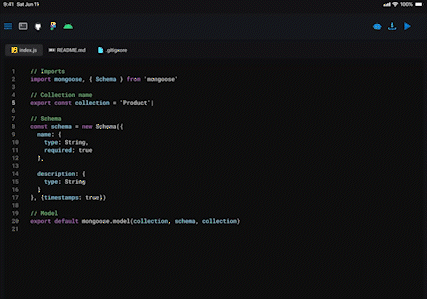 9:41 Sat Jun 15
100%
index.js
README.md
.gitignore
1 // Imports
2 import mongoose, { Schema } from 'mongoose'
3
4 // Collection name
5 export const collection = 'Product'
6
7 // Schema
8 const schema = new Schema({
9 name: {
10 type: String,
11 required: true
12 },
13
14 description: {
15 type: String
16 }
17 }, {timestamps: true})
18
19 // Model
20 export default mongoose.model(collection, schema, collection)
21